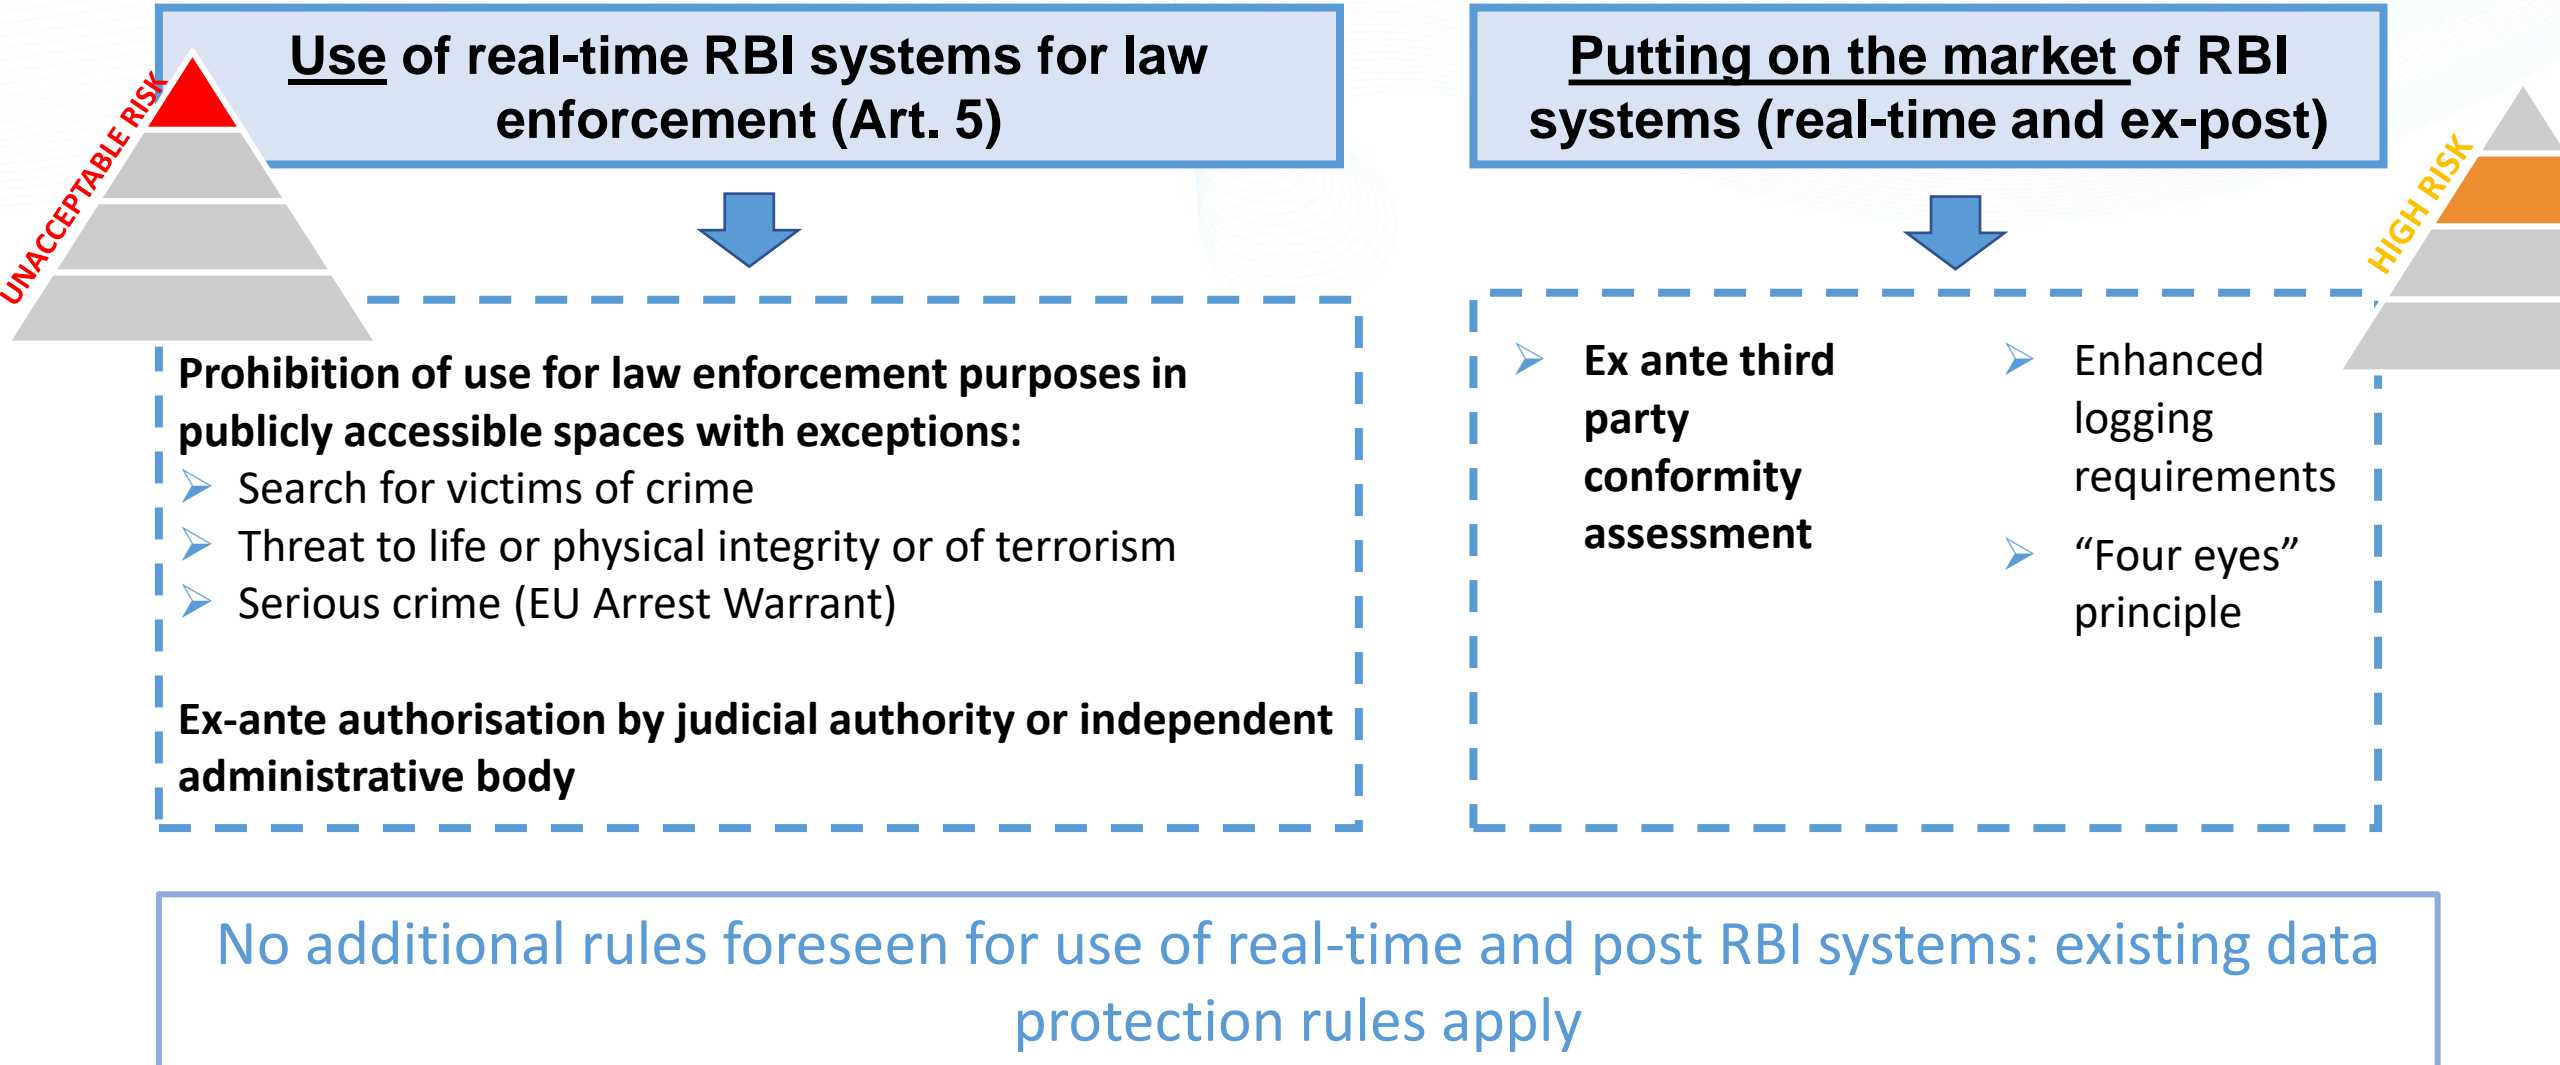 Use of real-time RBI systems for law
enforcement (Art. 5)
UNACCEPTABLE RISK
Prohibition of use for law enforcement purposes in
publicly accessible spaces with exceptions:
Search for victims of crime
Threat to life or physical integrity or of terrorism
Serious crime (EU Arrest Warrant)
Ex-ante authorisation by judicial authority or independent
administrative body
Putting on the market of RBI
systems (real-time and ex-post)
HIGH RISK
Ex ante third
party
conformity
assessment
Enhanced
logging
requirements
“Four eyes”
principle
No additional rules foreseen for use of real-time and post RBI systems: existing data
protection rules apply